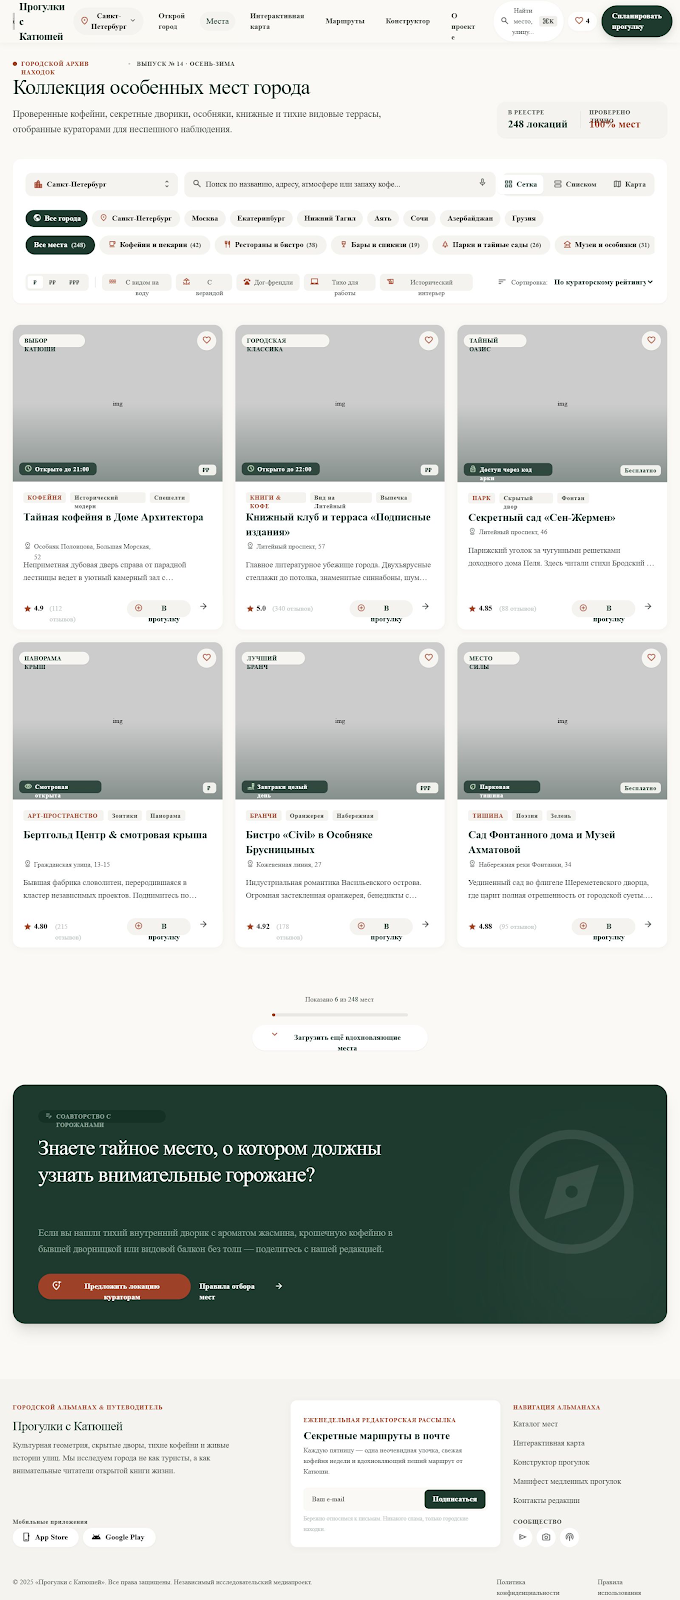 Прогулки
с
Катюшей
Санкт-
Петербург
Открой
город
Места
Интерактивная
карта
Маршруты
Конструктор
О
проект
е
Найти
место,
улицу...
⌘K
4
Спланировать
прогулку
ГОРОДСКОЙ АРХИВ
НАХОДОК
ВЫПУСК № 14 · ОСЕНЬ-ЗИМА
Коллекция особенных мест города
Проверенные кофейни, секретные дворики, особняки, книжные и тихие видовые террасы,
отобранные кураторами для неспешного наблюдения.
В РЕЕСТРЕ
248 локаций
ПРОВЕРЕНО
ЛИЧНО
100% мест
Санкт-Петербург
Поиск по названию, адресу, атмосфере или запаху кофе...
Сетка
Списком
Карта
Все города
Санкт-Петербург
Москва
Екатеринбург
Нижний Тагил
Аять
Сочи
Азербайджан
Грузия
Все места (248)
Кофейни и пекарни (42)
Рестораны и бистро (38)
Бары и спикизи (19)
Парки и тайные сады (26)
Музеи и особняки (31)
₽
₽₽
₽₽₽
С видом на
воду
С
верандой
Дог-френдли
Тихо для
работы
Исторический
интерьер
Сортировка:
По кураторскому рейтингу
ВЫБОР
КАТЮШИ
img
Открыто до 21:00
₽₽
ГОРОДСКАЯ
КЛАССИКА
img
Открыто до 22:00
₽₽
ТАЙНЫЙ
ОАЗИС
img
Доступ через код
арки
Бесплатно
КОФЕЙНЯ
Исторический
модерн
Спешелти
Тайная кофейня в Доме Архитектора
Особняк Половцова, Большая Морская,
52
Неприметная дубовая дверь справа от парадной
лестницы ведет в уютный камерный зал с…
4.9
(312
отзывов)
В
прогулку
КНИГИ &
КОФЕ
Вид на
Литейный
Выпечка
Книжный клуб и терраса «Подписные
издания»
Литейный проспект, 57
Главное литературное убежище города. Двухъярусные
стеллажи до потолка, знаменитые синнабоны, шум…
5.0
(340 отзывов)
В
прогулку
ПАРК
Скрытый
двор
Фонтан
Секретный сад «Сен-Жермен»
Литейный проспект, 46
Парижский уголок за чугунными решетками
доходного дома Пеля. Здесь читали стихи Бродский …
4.85
(88 отзывов)
В
прогулку
ПАНОРАМА
КРЫШ
img
Смотровая
открыта
₽
ЛУЧШИЙ
БРАНЧ
img
Завтраки целый
день
₽₽₽
МЕСТО
СИЛЫ
img
Парковая
тишина
Бесплатно
АРТ-ПРОСТРАНСТВО
Зонтики
Панорама
Бертгольд Центр & смотровая крыша
Гражданская улица, 13-15
Бывшая фабрика словолитен, переродившаяся в
кластер независимых проектов. Поднимитесь по…
4.80
(215
отзывов)
В
прогулку
БРАНЧИ
Оранжерея
Набережная
Бистро «Civil» в Особняке
Брусницыных
Кожевенная линия, 27
Индустриальная романтика Васильевского острова.
Огромная застекленная оранжерея, бенедикты с…
4.92
(178
отзывов)
В
прогулку
ТИШИНА
Поэзия
Зелень
Сад Фонтанного дома и Музей
Ахматовой
Набережная реки Фонтанки, 34
Уединенный сад во флигеле Шереметевского дворца,
где царит полная отрешенность от городской суеты.…
4.88
(95 отзывов)
В
прогулку
Показано 6 из 248 мест
Загрузить ещё вдохновляющие
места
СОАВТОРСТВО С
ГОРОЖАНАМИ
Знаете тайное место, о котором должны
узнать внимательные горожане?
Если вы нашли тихий внутренний дворик с ароматом жасмина, крошечную кофейню в
бывшей дворницкой или видовой балкон без толп — поделитесь с нашей редакцией.
Предложить локацию
кураторам
Правила отбора
мест
ГОРОДСКОЙ АЛЬМАНАХ & ПУТЕВОДИТЕЛЬ
Прогулки с Катюшей
Культурная геометрия, скрытые дворы, тихие кофейни и живые
истории улиц. Мы исследуем города не как туристы, а как
внимательные читатели открытой книги жизни.
Мобильные приложения
App Store
Google Play
ЕЖЕНЕДЕЛЬНАЯ РЕДАКТОРСКАЯ РАССЫЛКА
Секретные маршруты в почте
Каждую пятницу — одна неочевидная улочка, свежая
кофейня недели и вдохновляющий пеший маршрут от
Катюши.
Ваш e-mail
Подписаться
Бережно относимся к письмам. Никакого спама, только городские
находки.
НАВИГАЦИЯ АЛЬМАНАХА
Каталог мест
Интерактивная карта
Конструктор прогулок
Манифест медленных прогулок
Контакты редакции
СООБЩЕСТВО
© 2025 «Прогулки с Катюшей». Все права защищены. Независимый исследовательский медиапроект.
Политика
конфиденциальности
Правила
использования